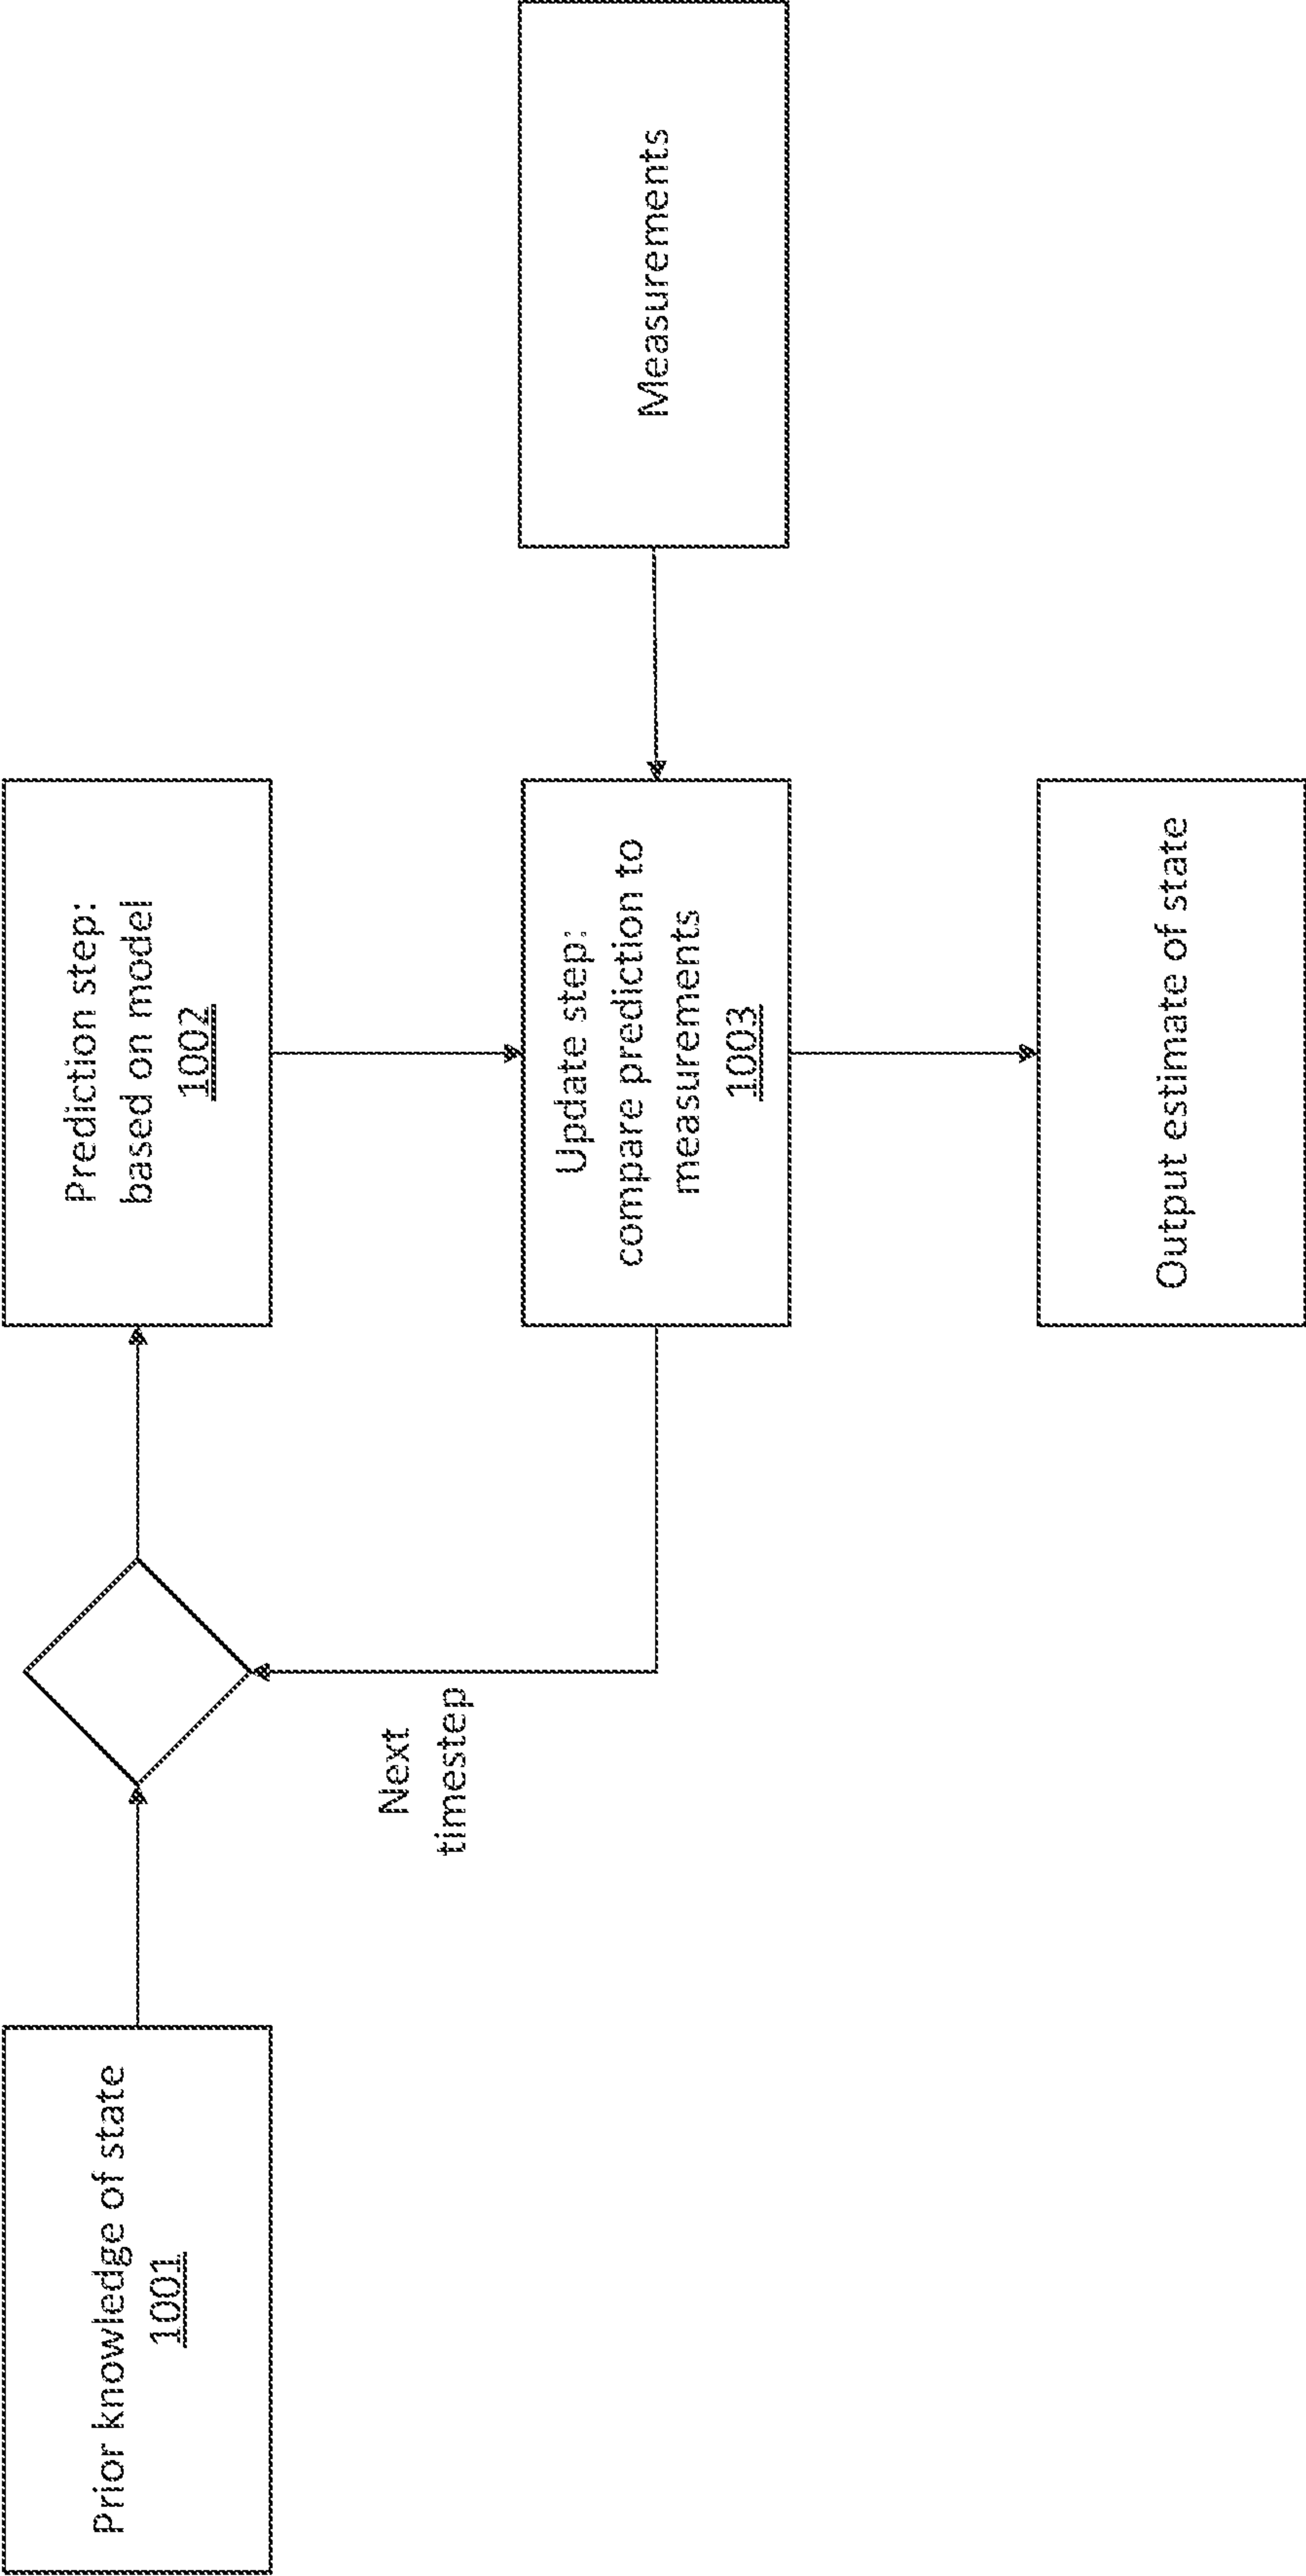 Prior knowledge of state
1001
Prediction step:
based on model
1002
Next
timestep
Update step:
compare prediction to
measurements
1003
Measurements
Output estimate of state